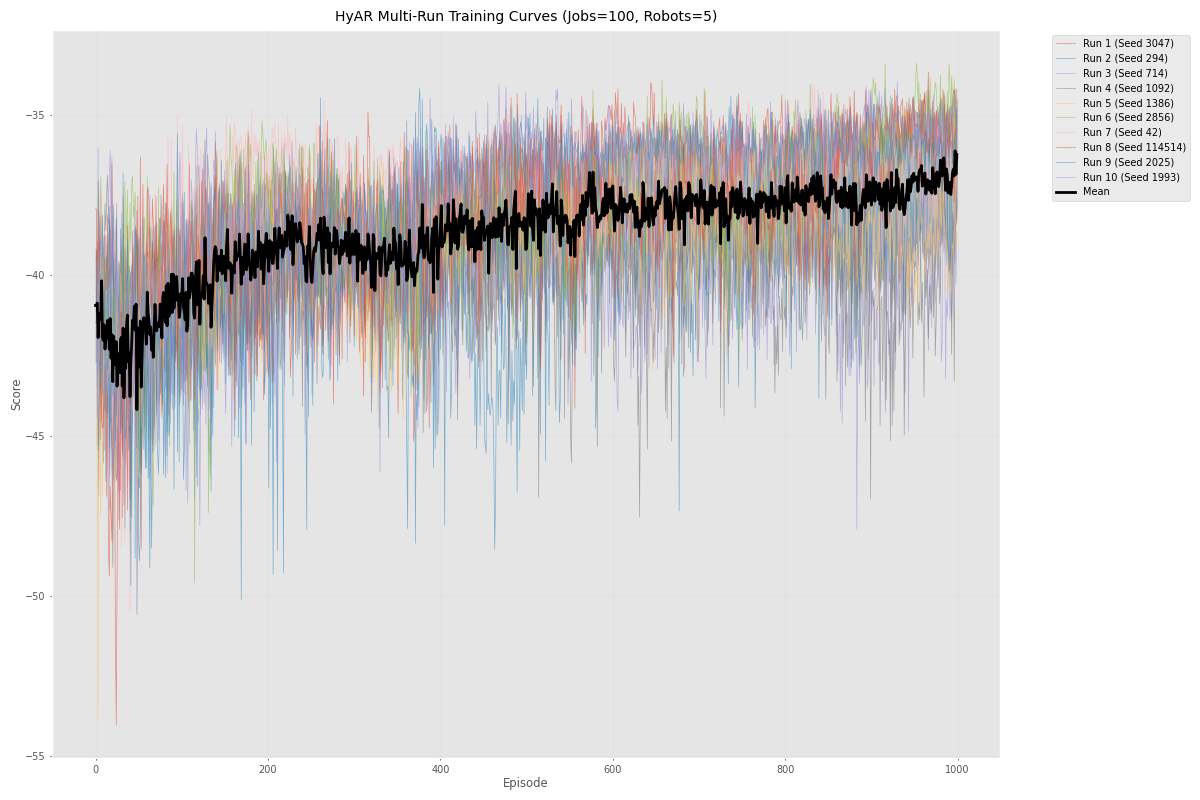 HyAR Multi-Run Training Curves (Jobs=100, Robots=5)
Run 1 (Seed 3047)
Run 2 (Seed 294)
Run 3 (Seed 714)
Run 4 (Seed 1092)
Run 5 (Seed 1386)
Run 6 (Seed 2856)
Run 7 (Seed 42)
Run 8 (Seed 114514)
Run 9 (Seed 2025)
Run 10 (Seed 1993)
Mean
Score
−35
−40
−45
−50
−55
0 200 400 600 800 1000
Episode